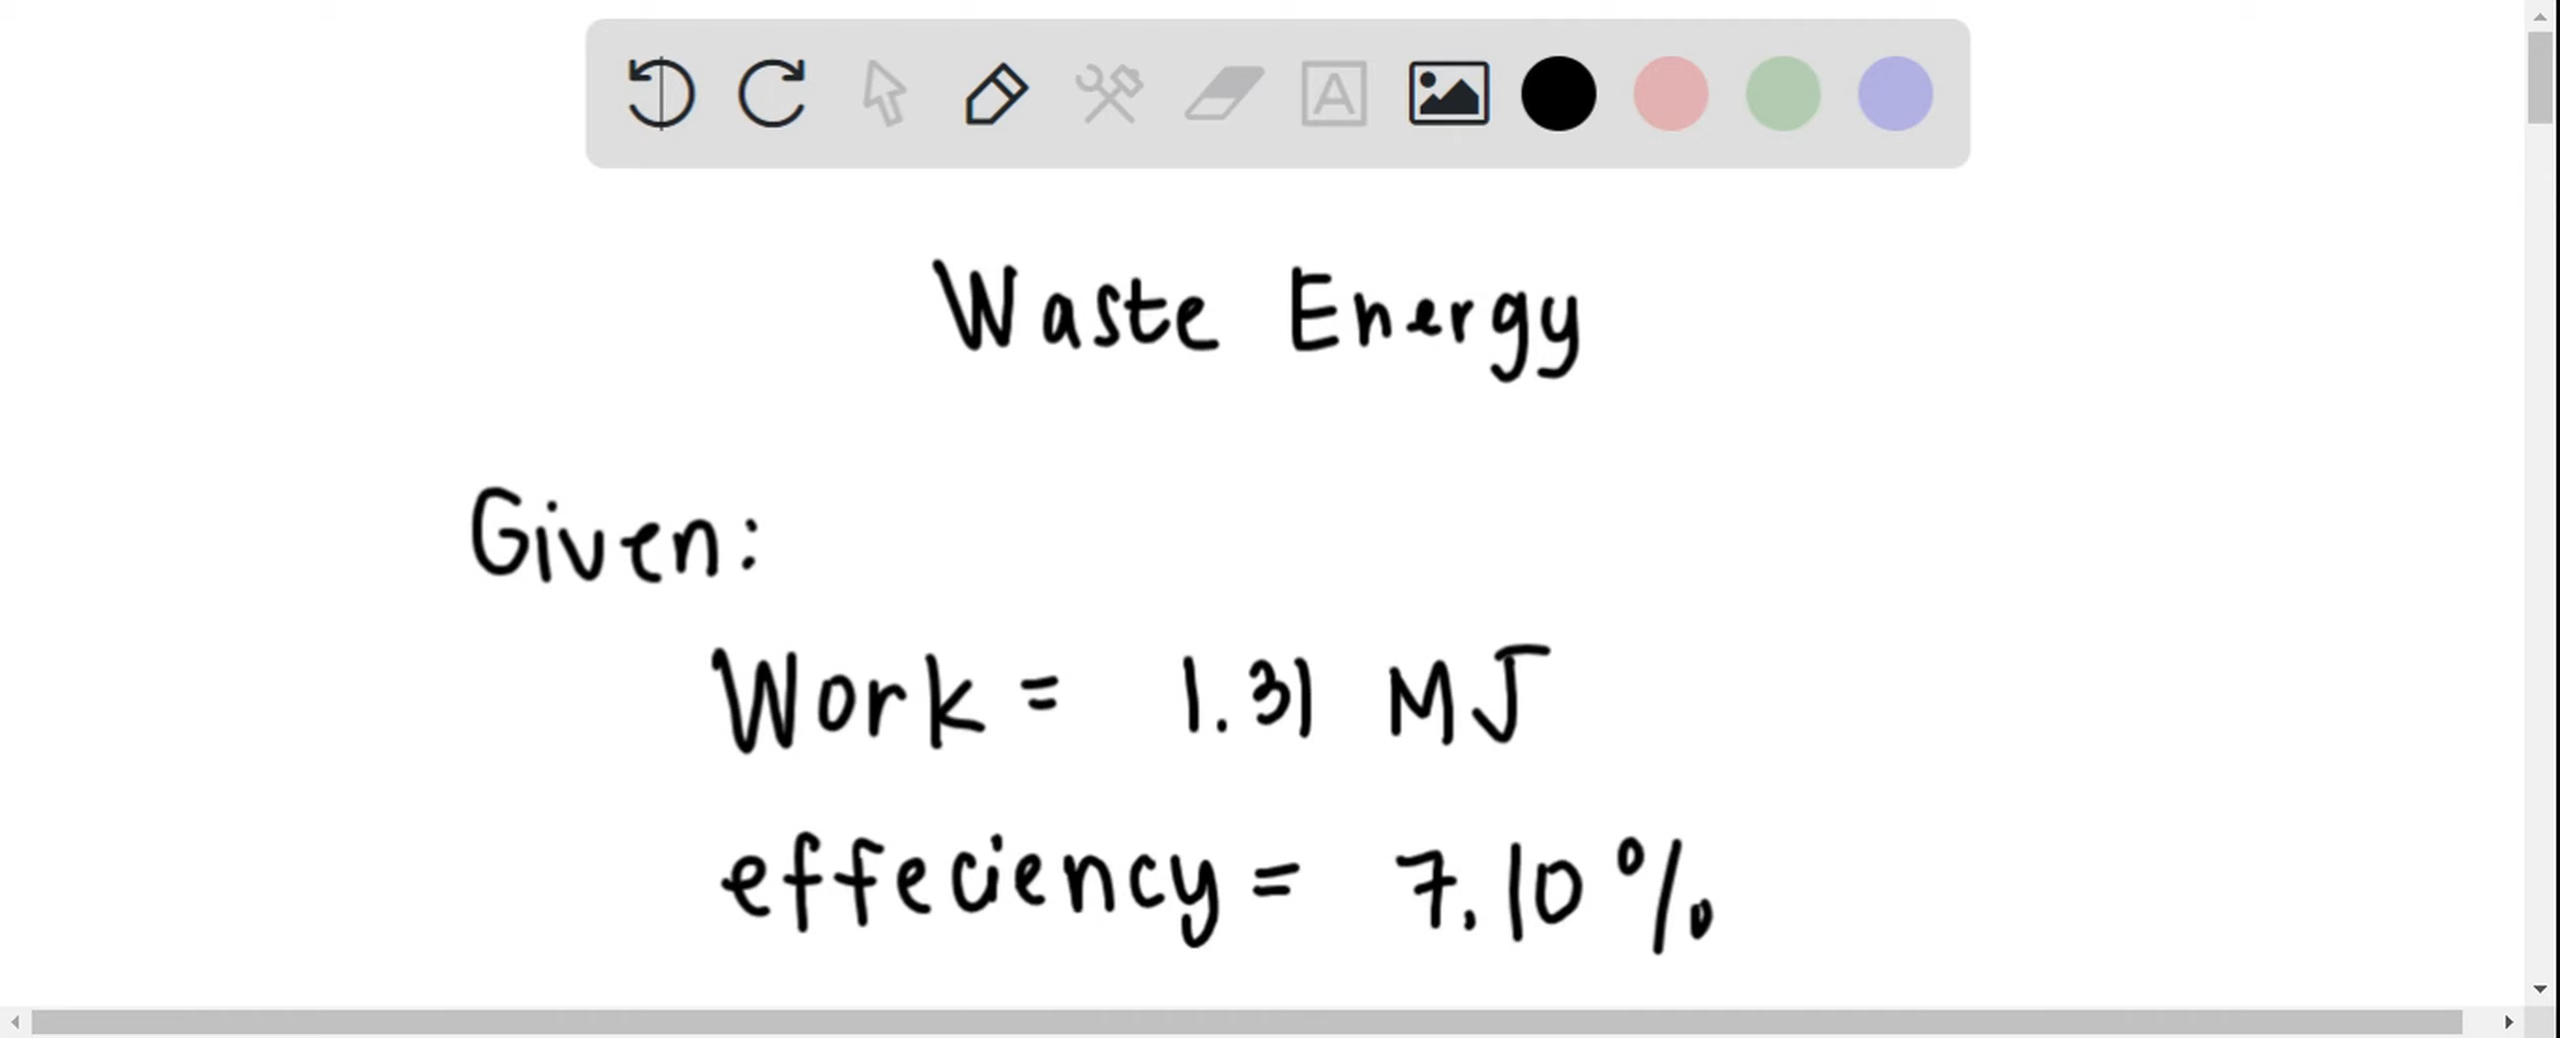 A
Waste Energy
Given:
Work = 1.31 MJ
effeciency = 7.10%